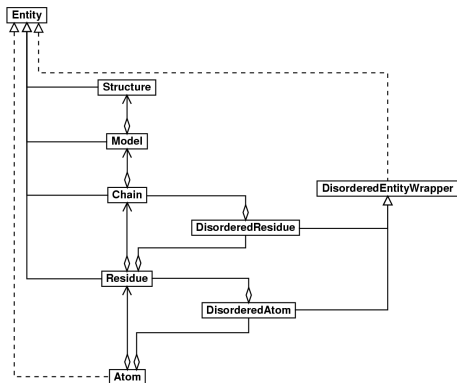 Entity
Structure
Model
DisorderedEntityWrapper
Chain
DisorderedResidue
Residue
DisorderedAtom
Atom